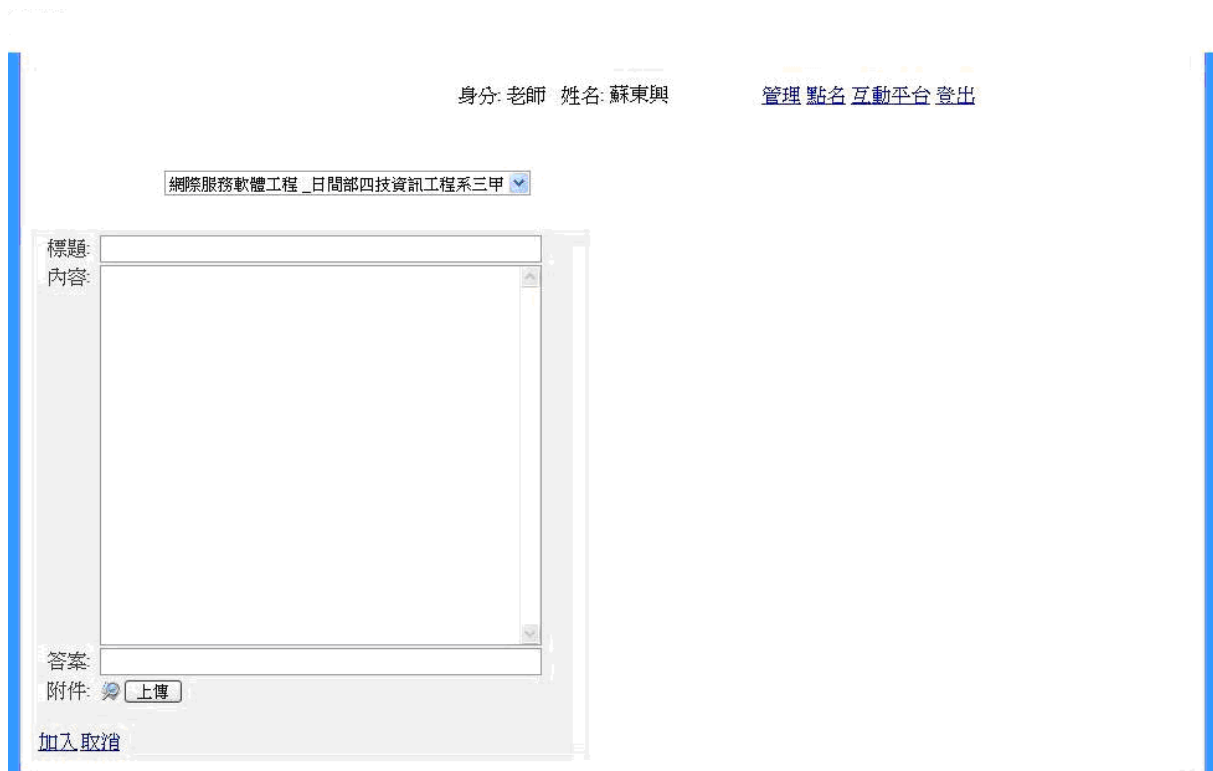 身分: 老師 姓名: 蘇東興 管理 點名 互動平台 登出
網際服務軟體工程 _日間部四技資訊工程系三甲
標題:
內容:
答案:
附件: 上傳
加入 取消